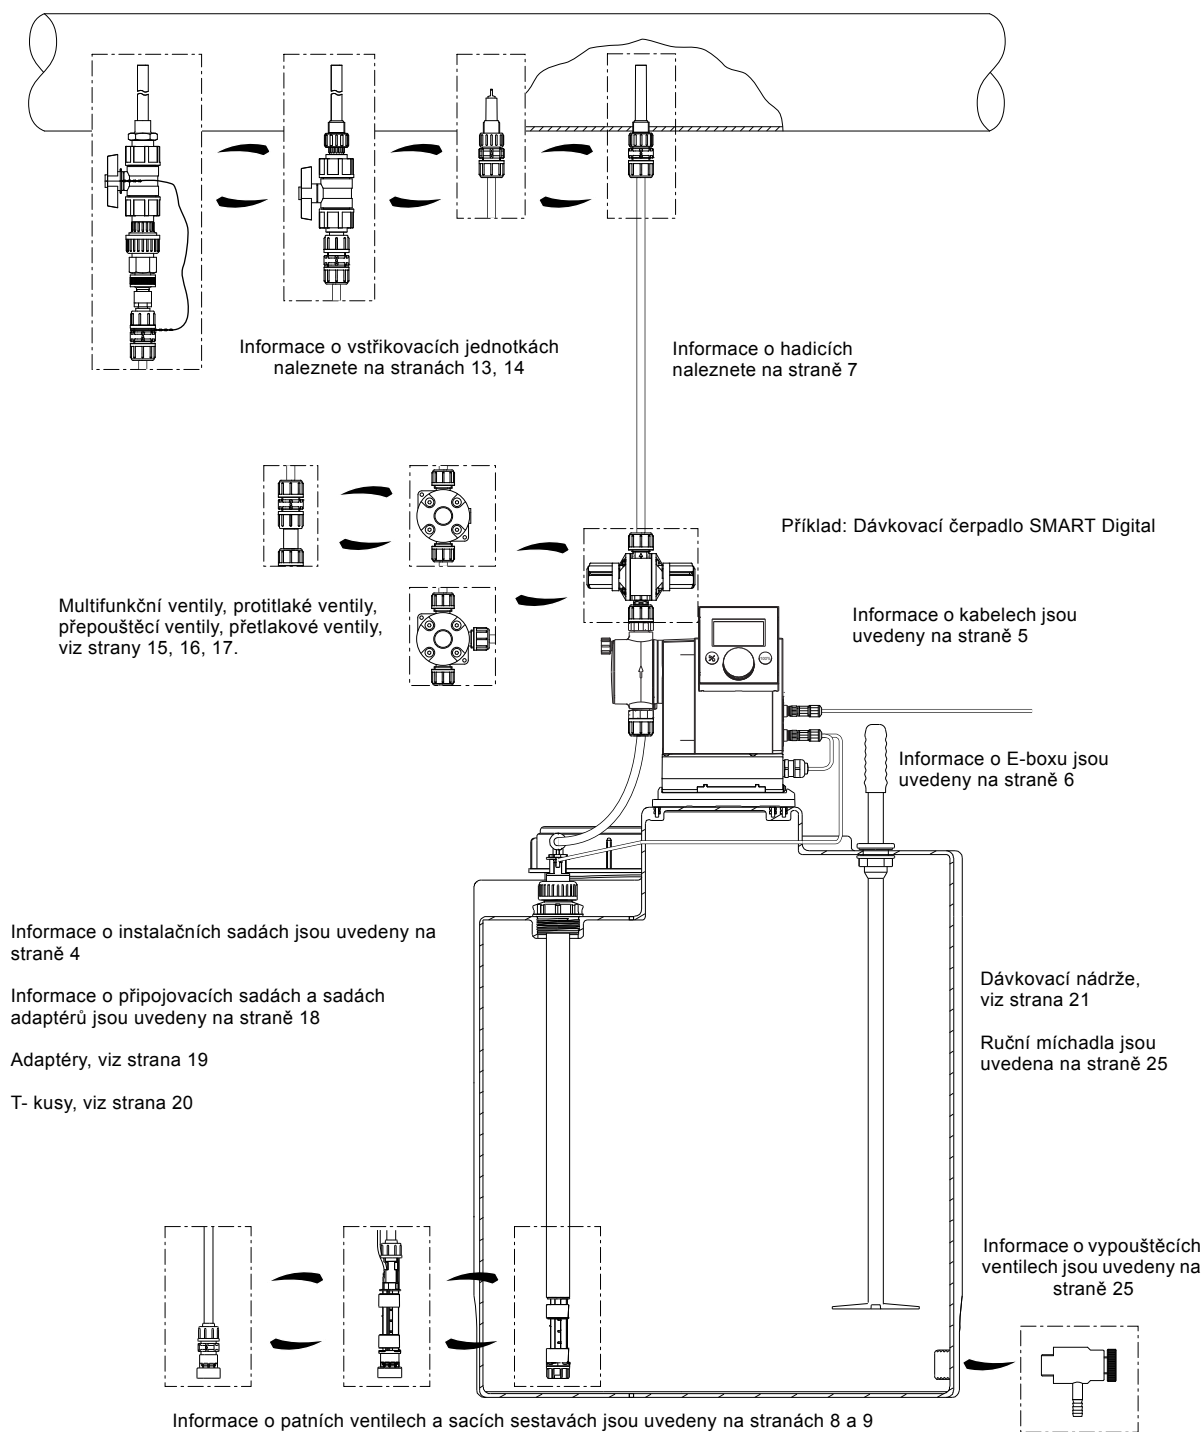 Informace o vstřikovacích jednotkách
naleznete na stranách 13, 14
Informace o hadicích
naleznete na straně 7
Příklad: Dávkovací čerpadlo SMART Digital
Multifunkční ventily, protitlaké ventily,
přepouštěcí ventily, přetlakové ventily,
viz strany 15, 16, 17.
Informace o kabelech jsou
uvedeny na straně 5
100%
Informace o E-boxu jsou
uvedeny na straně 6
Informace o instalačních sadách jsou uvedeny na
straně 4
Informace o připojovacích sadách a sadách
adaptérů jsou uvedeny na straně 18
Adaptéry, viz strana 19
T- kusy, viz strana 20
Dávkovací nádrže,
viz strana 21
Ruční míchadla jsou
uvedena na straně 25
Informace o vypouštěcích
ventilech jsou uvedeny na
straně 25
Informace o patních ventilech a sacích sestavách jsou uvedeny na stranách 8 a 9